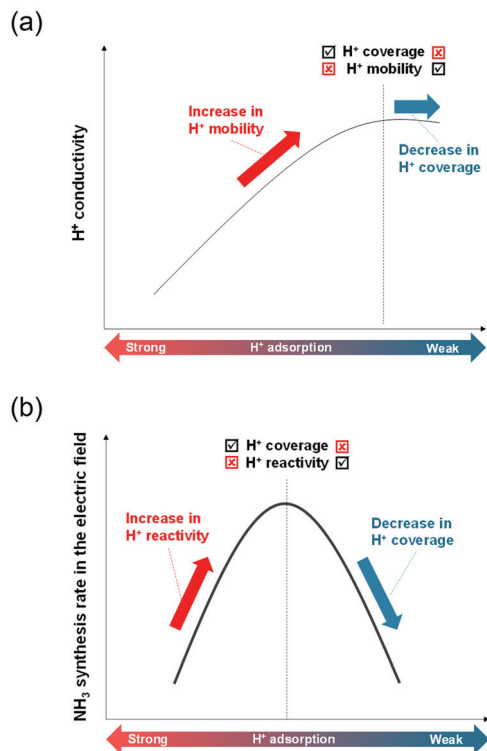 (a)
☑ H⁺ coverage ☒
☒ H⁺ mobility ☑
Increase in
H⁺ mobility
Decrease in
H⁺ coverage
H⁺ conductivity
Strong H⁺ adsorption Weak
(b)
☑ H⁺ coverage ☒
☒ H⁺ reactivity ☑
Increase in
H⁺ reactivity
Decrease in
H⁺ coverage
NH₃ synthesis rate in the electric field
Strong H⁺ adsorption Weak